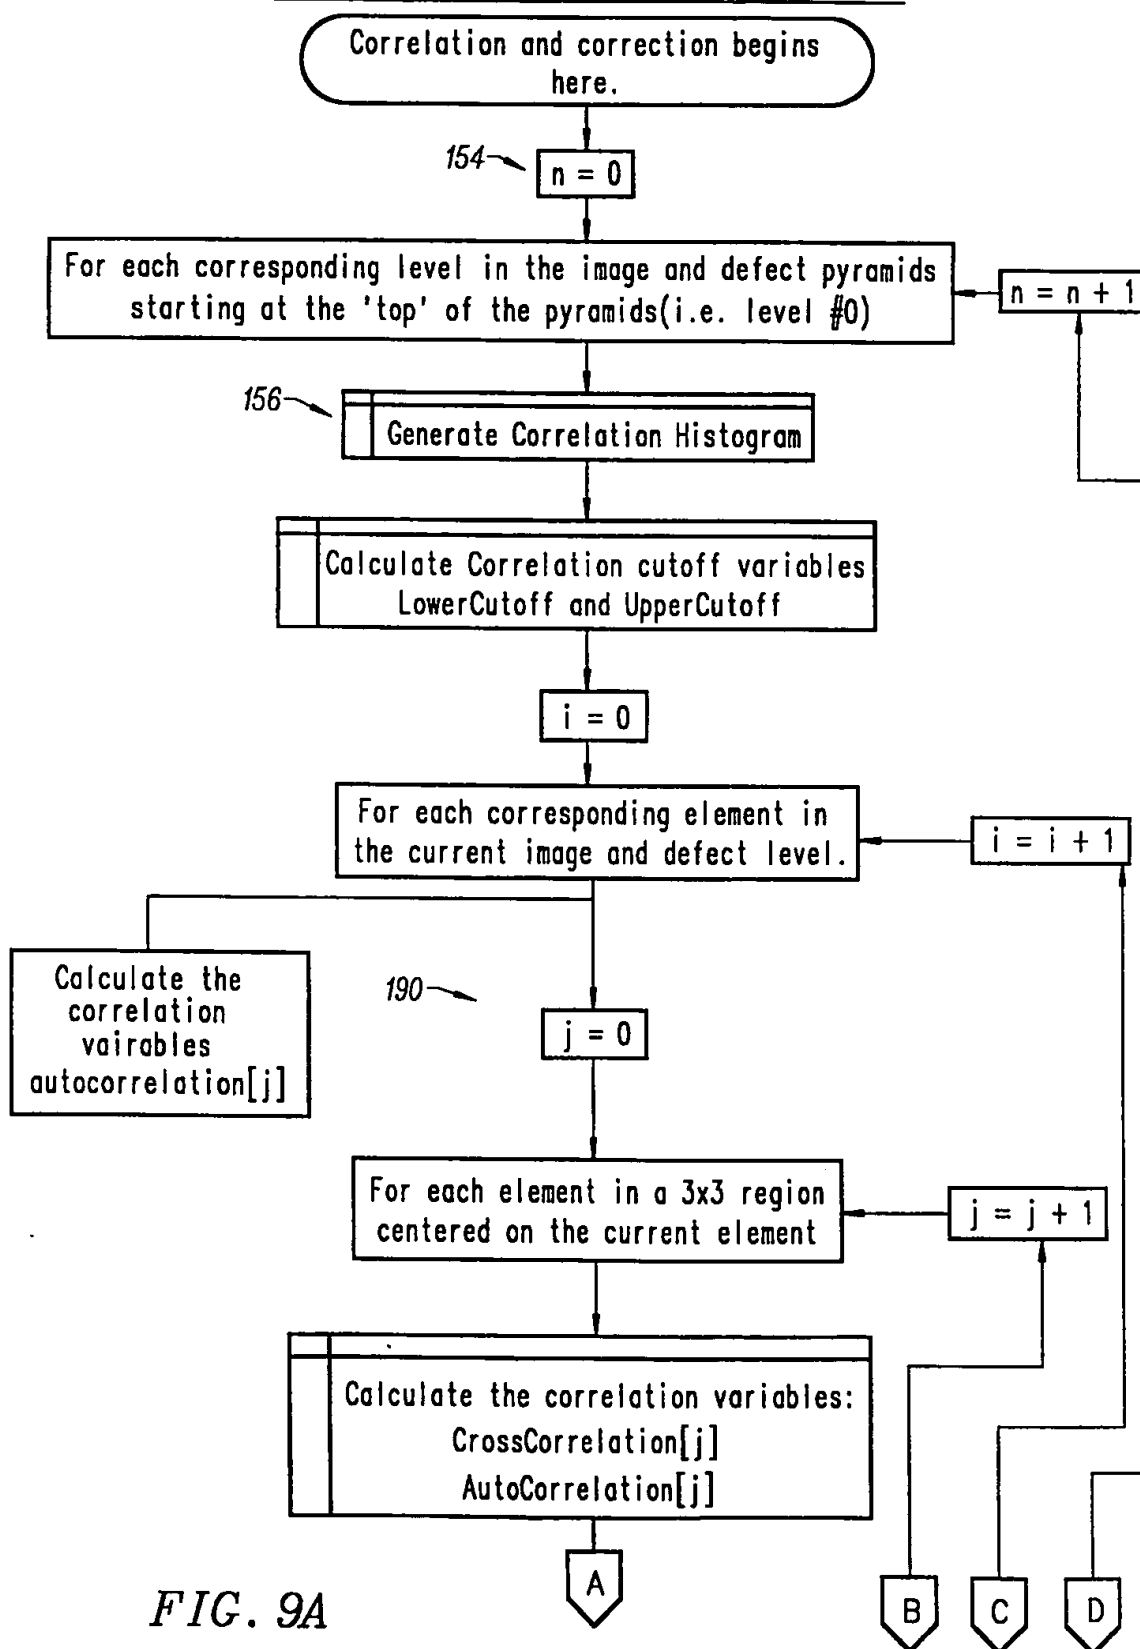 Correlation and correction begins
here.
154
n = 0
For each corresponding level in the image and defect pyramids
starting at the 'top' of the pyramids(i.e. level #0)
n = n + 1
156
Generate Correlation Histogram
Calculate Correlation cutoff variables
LowerCutoff and UpperCutoff
i = 0
For each corresponding element in
the current image and defect level.
i = i + 1
Calculate the
correlation
vairables
autocorrelation[j]
190
j = 0
For each element in a 3x3 region
centered on the current element
j = j + 1
Calculate the correlation variables:
CrossCorrelation[j]
AutoCorrelation[j]
A
B
C
D
FIG. 9A